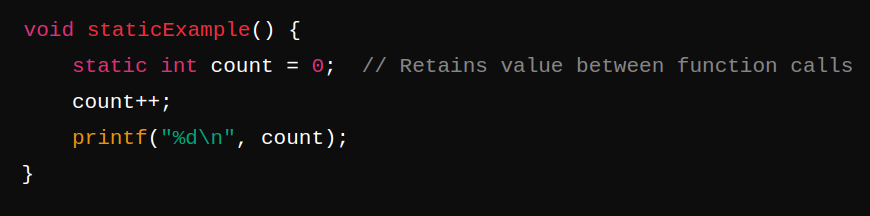 void staticExample() {
    static int count = 0;  // Retains value between function calls
    count++;
    printf("%d\n", count);
}